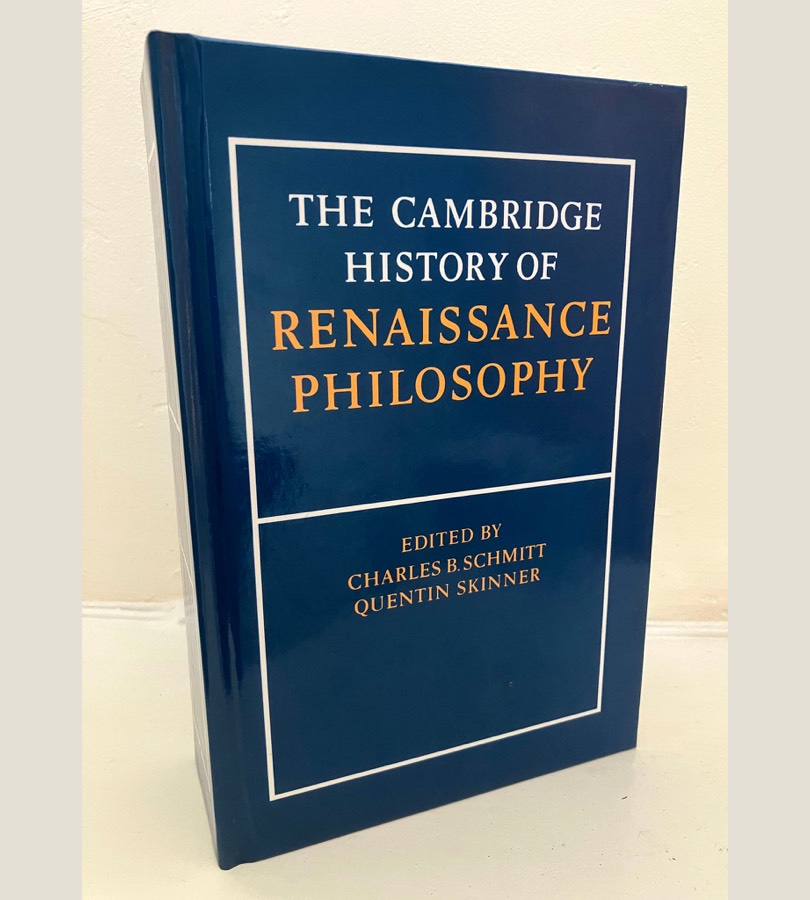 THE CAMBRIDGE
HISTORY OF
RENAISSANCE
PHILOSOPHY
EDITED BY
CHARLES B. SCHMITT
QUENTIN SKINNER